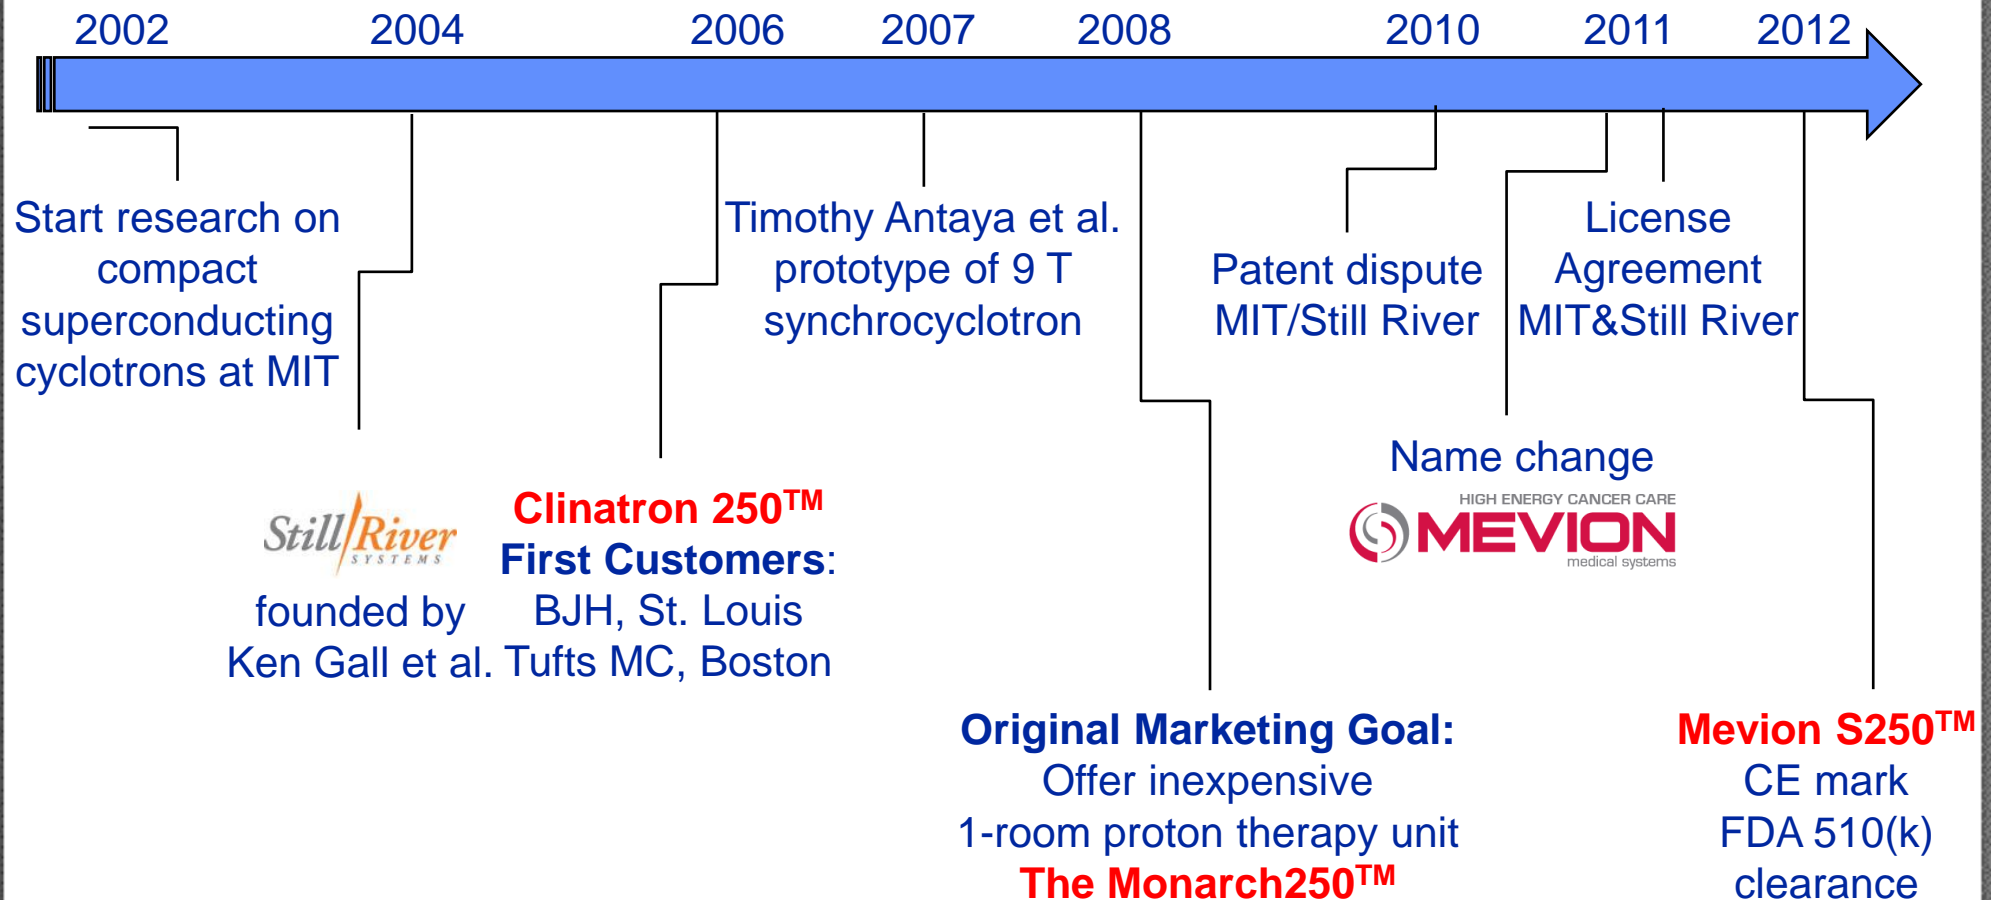 2002 2004 2006 2007 2008 2010 2011 2012
Start research on
compact
superconducting
cyclotrons at MIT
Still River
SYSTEMS
founded by
Ken Gall et al.
Clinatron 250TM
First Customers:
BJH, St. Louis
Tufts MC, Boston
Timothy Antaya et al.
prototype of 9 T
synchrocyclotron
Original Marketing Goal:
Offer inexpensive
1-room proton therapy unit
The Monarch250TM
Patent dispute
MIT/Still River
Name change
HIGH ENERGY CANCER CARE
MEVION
medical systems
License
Agreement
MIT&Still River
Mevion S250TM
CE mark
FDA 510(k)
clearance